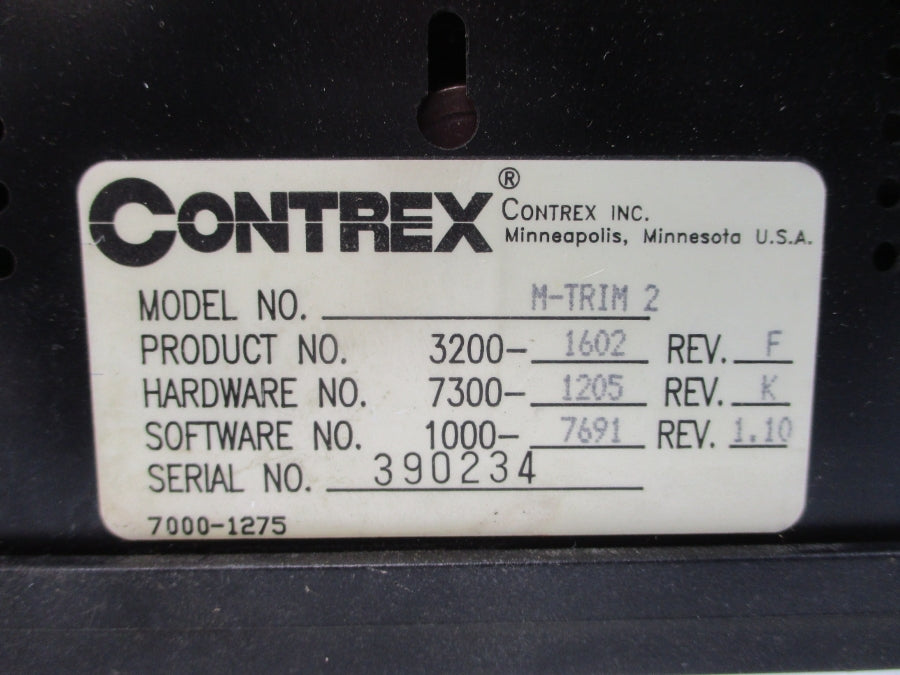 CONTREX®
CONTREX INC.
Minneapolis, Minnesota U.S.A.
MODEL NO. M-TRIM 2
PRODUCT NO. 3200-1602 REV. F
HARDWARE NO. 7300-1205 REV. K
SOFTWARE NO. 1000-7691 REV. 1.10
SERIAL NO. 390234
7000-1275